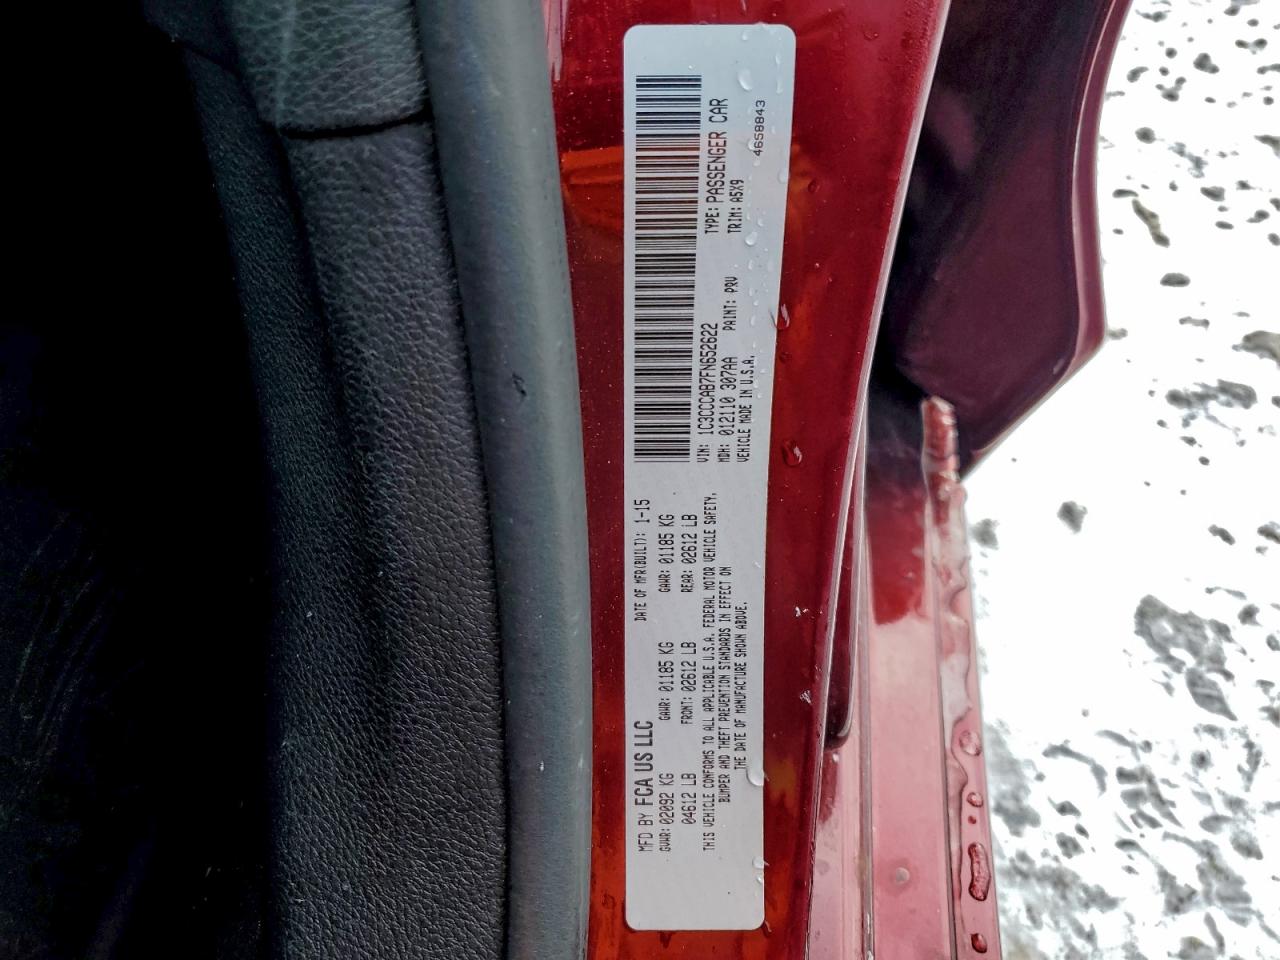 MFD BY FCA US LLC DATE OF MFR(BUILT): 1-15
GVWR: 02092 KG GAWR: 01185 KG GAWR: 01185 KG
04612 LB FRONT: 02612 LB REAR: 02612 LB
THIS VEHICLE CONFORMS TO ALL APPLICABLE U.S.A. FEDERAL MOTOR VEHICLE SAFETY,
BUMPER AND THEFT PREVENTION STANDARDS IN EFFECT ON
THE DATE OF MANUFACTURE SHOWN ABOVE.
VIN: 1C3CCCAB7FN652622 TYPE: PASSENGER CAR
MDH: 012110 307AA PAINT: PRV TRIM: A5X9
VEHICLE MADE IN U.S.A.
4658843